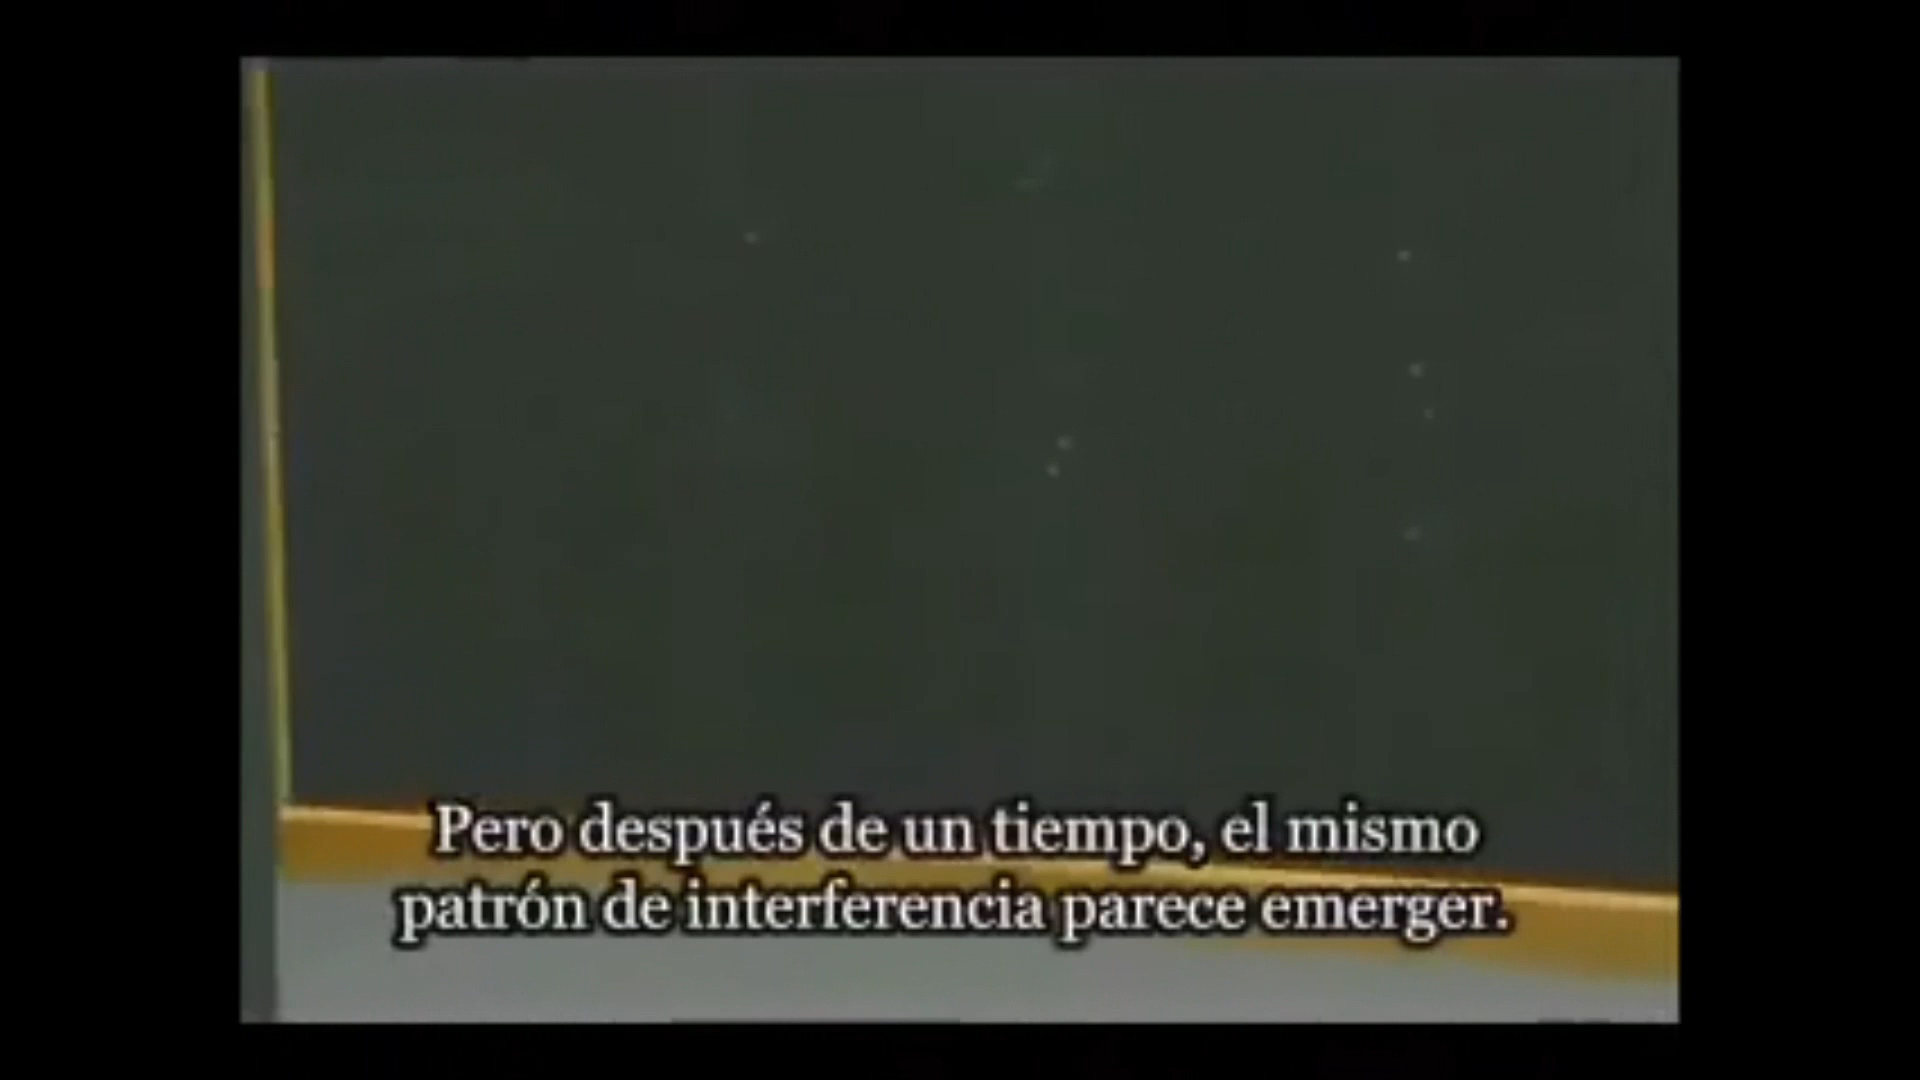 Pero después de un tiempo, el mismo
patrón de interferencia parece emerger.